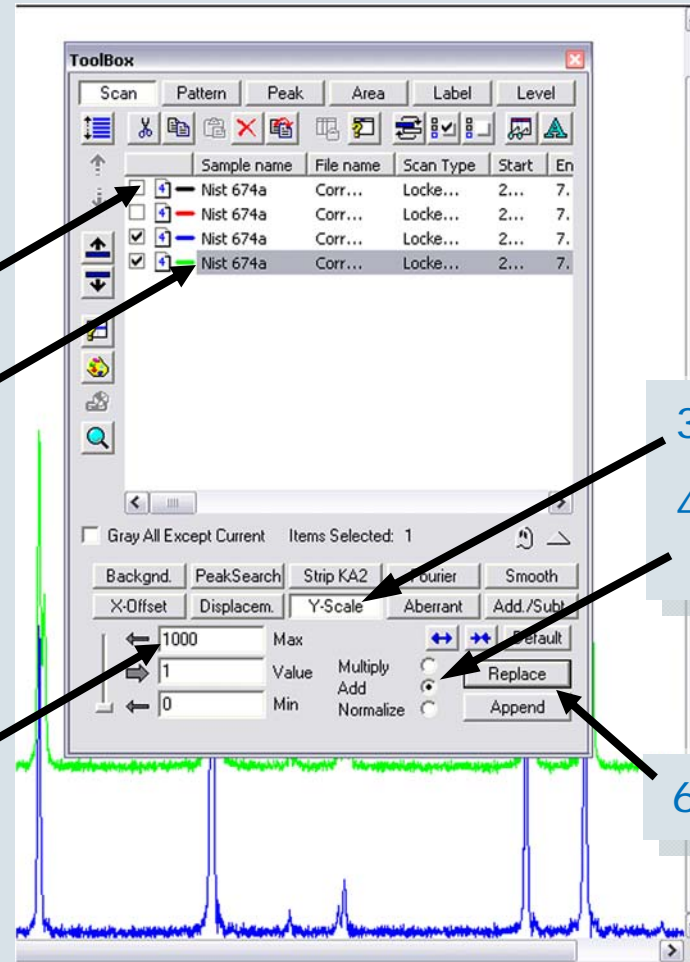 ToolBox
Scan Pattern Peak Area Label Level
Sample name File name Scan Type Start En
Nist 674a Corr... Locke... 2... 7.
Nist 674a Corr... Locke... 2... 7.
Nist 674a Corr... Locke... 2... 7.
Nist 674a Corr... Locke... 2... 7.
3
4
Gray All Except Current Items Selected: 1
Backgnd. PeakSearch Strip KA2 Fourier Smooth
X-Offset Displacem. Y-Scale Aberrant Add./Subt.
1000 Max Default
1 Value Multiply Replace
Add
0 Min Normalize Append
6